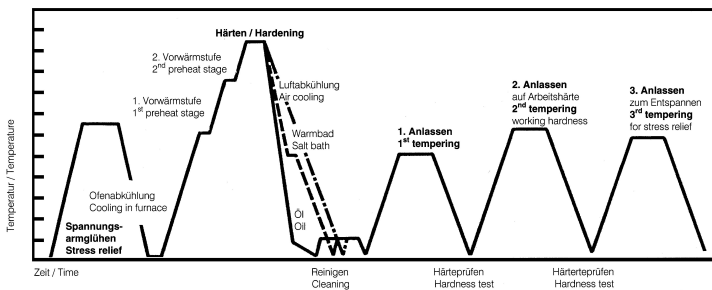 Härten / Hardening
2. Vorwärmstufe
2nd preheat stage
1. Vorwärmstufe
1st preheat stage
Luftabkühlung
Air cooling
Warmbad
Salt bath
Öl
Oil
1. Anlassen
1st tempering
2. Anlassen
auf Arbeitshärte
2nd tempering
working hardness
3. Anlassen
zum Entspannen
3rd tempering
for stress relief
Temperatur / Temperature
Ofenabkühlung
Cooling in furnace
Spannungs-
armglühen
Stress relief
Zeit / Time
Reinigen
Cleaning
Härteprüfen
Hardness test
Härterteprüfen
Hardness test